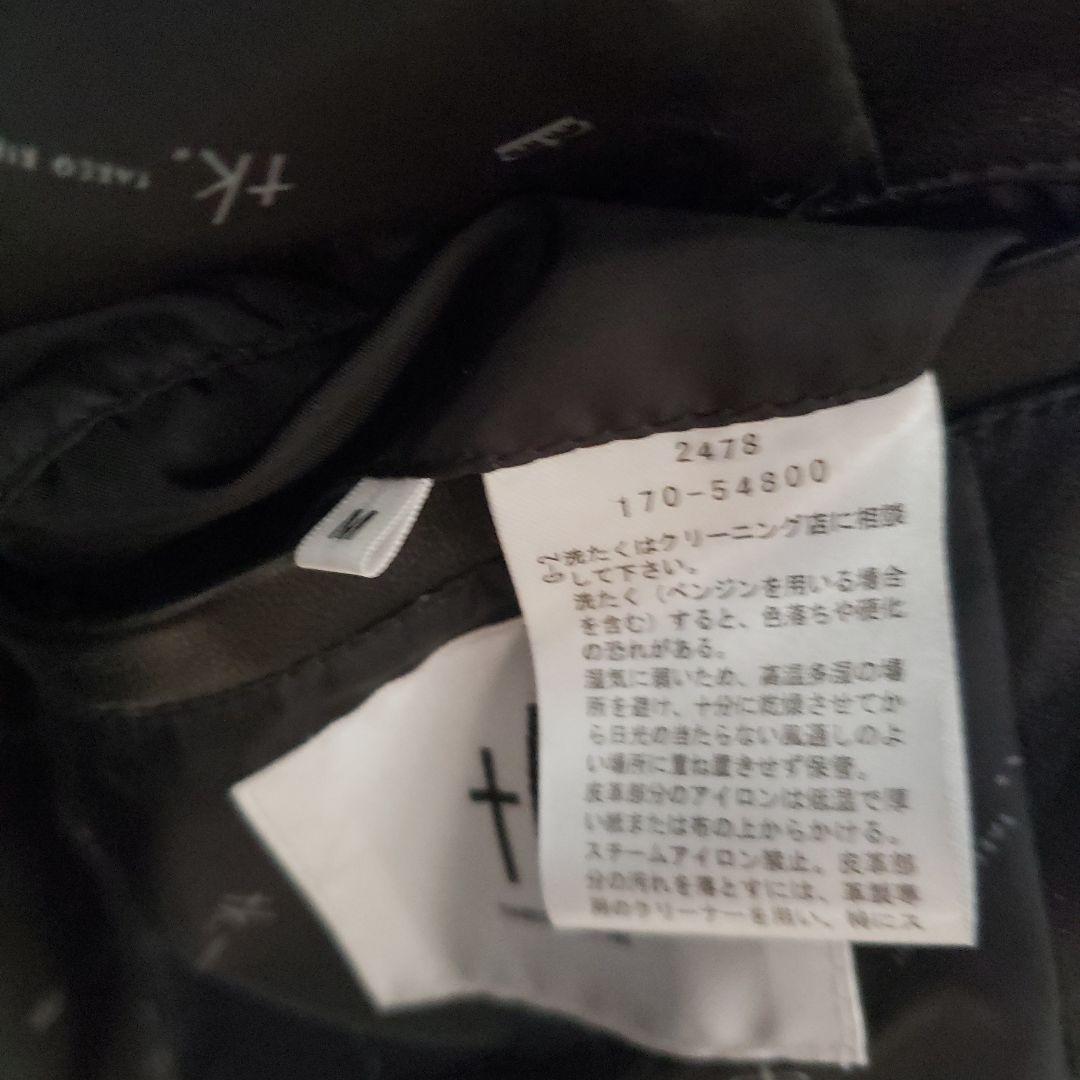 tk.
TAKEO KI
M
2478
170-54800
62
洗たくはクリーニング店に相談
して下さい。
洗たく（ベンジンを用いる場合
を含む）すると、色落ちや硬化
の恐れがある。
湿気に弱いため、高温多湿の場
所を避け、十分に乾燥させてか
ら日光の当たらない風通しのよ
い場所に重ね置きせず保管。
皮革部分のアイロンは低温で厚
い紙または布の上からかける。
スチームアイロン禁止。皮革部
分の汚れを落とすには、革製専
用のクリーナーを用い、特にス
t